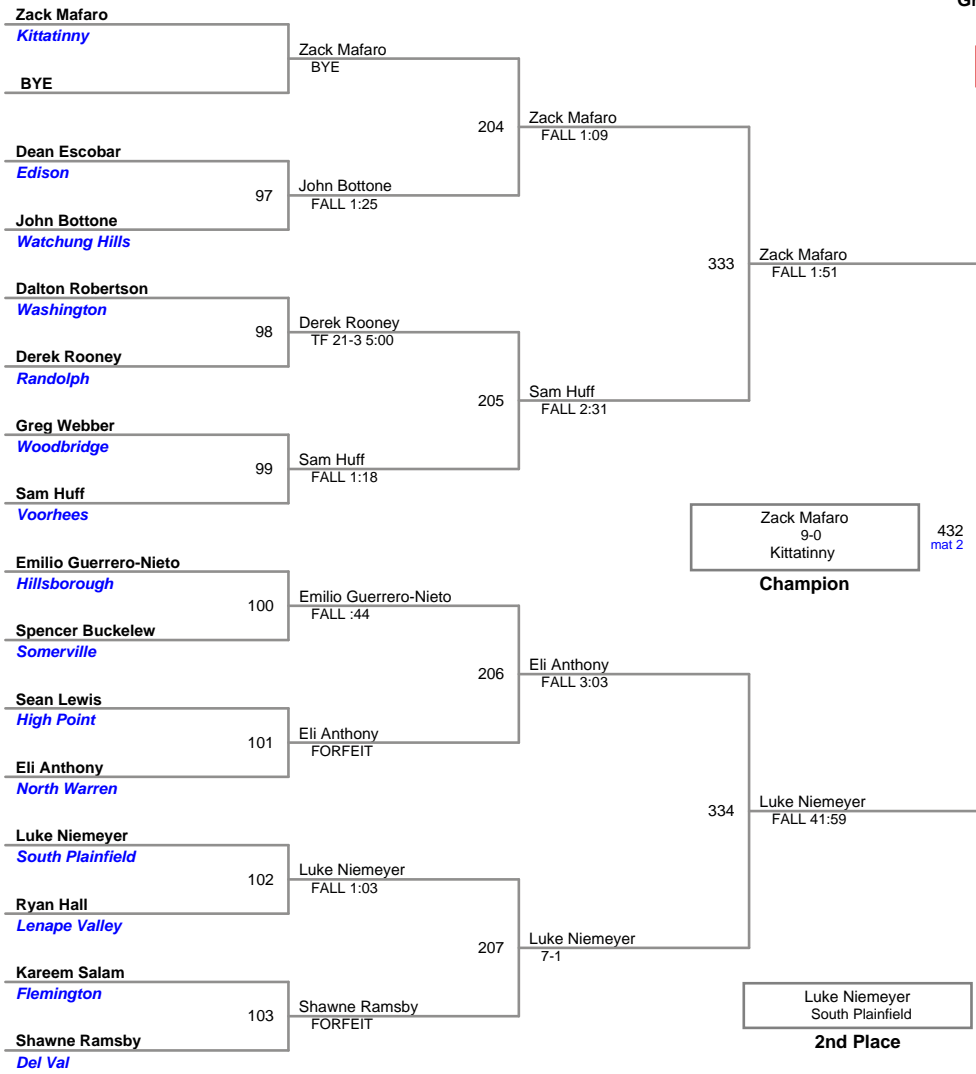 Gr
Zack Mafaro
Kittatinny
Zack Mafaro
BYE
BYE
204
Zack Mafaro
FALL 1:09
Dean Escobar
Edison
97
John Bottone
FALL 1:25
John Bottone
Watchung Hills
333
Zack Mafaro
FALL 1:51
Dalton Robertson
Washington
98
Derek Rooney
TF 21-3 5:00
Derek Rooney
Randolph
205
Sam Huff
FALL 2:31
Greg Webber
Woodbridge
99
Sam Huff
FALL 1:18
Sam Huff
Voorhees
Zack Mafaro
9-0
Kittatinny
432
mat 2
Champion
Emilio Guerrero-Nieto
Hillsborough
100
Emilio Guerrero-Nieto
FALL :44
Spencer Buckelew
Somerville
206
Eli Anthony
FALL 3:03
Sean Lewis
High Point
101
Eli Anthony
FORFEIT
Eli Anthony
North Warren
334
Luke Niemeyer
FALL 41:59
Luke Niemeyer
South Plainfield
102
Luke Niemeyer
FALL 1:03
Ryan Hall
Lenape Valley
207
Luke Niemeyer
7-1
Kareem Salam
Flemington
103
Shawne Ramsby
FORFEIT
Shawne Ramsby
Del Val
Luke Niemeyer
South Plainfield
2nd Place